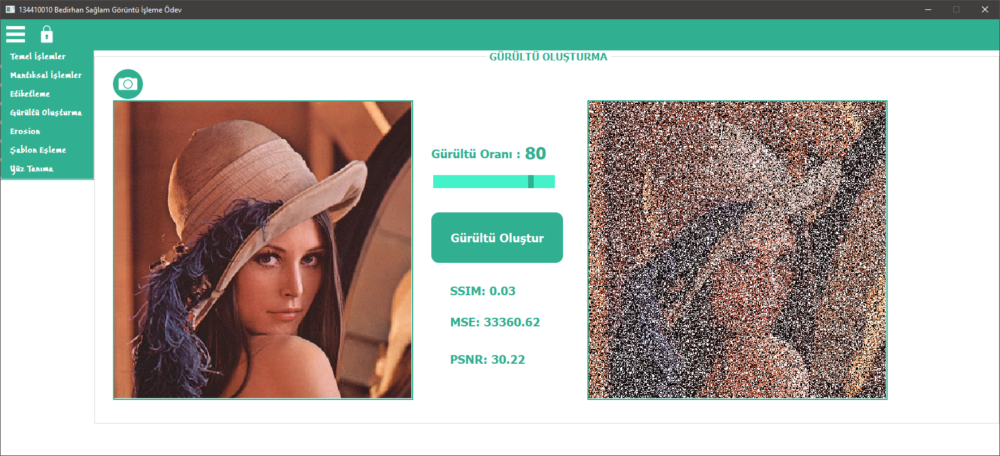 134410010 Bedirhan Sağlam Görüntü İşleme Ödev
Temel İşlemler
Mantıksal İşlemler
Etiketleme
Gürültü Oluşturma
Erosion
Şablon Eşleme
Yüz Tanıma
GÜRÜLTÜ OLUŞTURMA
Gürültü Oranı : 80
Gürültü Oluştur
SSIM: 0.03
MSE: 33360.62
PSNR: 30.22